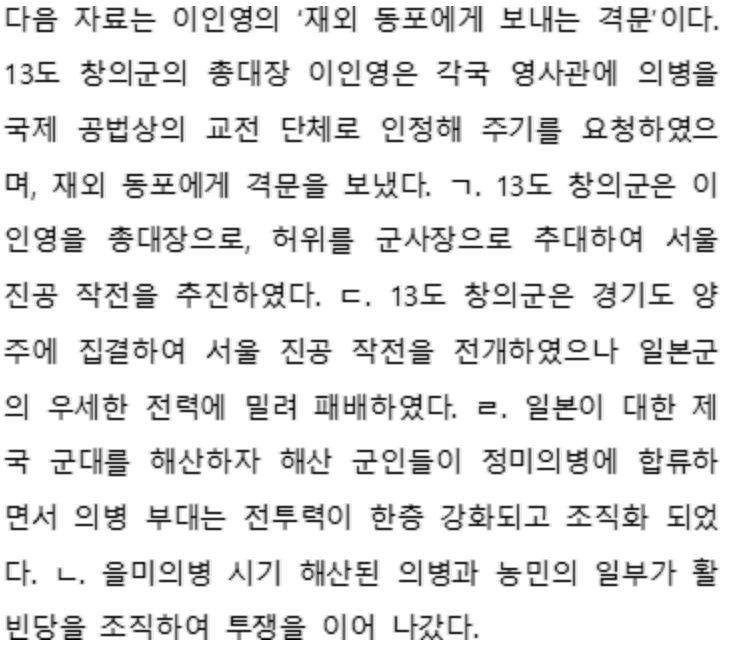 다음 자료는 이인영의 ‘재외 동포에게 보내는 격문’이다.
13도 창의군의 총대장 이인영은 각국 영사관에 의병을
국제 공법상의 교전 단체로 인정해 주기를 요청하였으
며, 재외 동포에게 격문을 보냈다. ㄱ. 13도 창의군은 이
인영을 총대장으로, 허위를 군사장으로 추대하여 서울
진공 작전을 추진하였다. ㄷ. 13도 창의군은 경기도 양
주에 집결하여 서울 진공 작전을 전개하였으나 일본군
의 우세한 전력에 밀려 패배하였다. ㄹ. 일본이 대한 제
국 군대를 해산하자 해산 군인들이 정미의병에 합류하
면서 의병 부대는 전투력이 한층 강화되고 조직화 되었
다. ㄴ. 을미의병 시기 해산된 의병과 농민의 일부가 활
빈당을 조직하여 투쟁을 이어 나갔다.